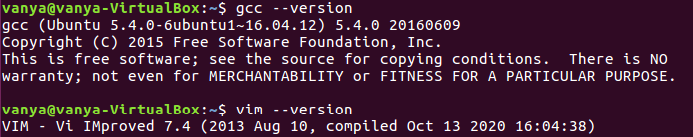 vanya@vanya-VirtualBox:~$ gcc --version
gcc (Ubuntu 5.4.0-6ubuntu1~16.04.12) 5.4.0 20160609
Copyright (C) 2015 Free Software Foundation, Inc.
This is free software; see the source for copying conditions.  There is NO
warranty; not even for MERCHANTABILITY or FITNESS FOR A PARTICULAR PURPOSE.
vanya@vanya-VirtualBox:~$ vim --version
VIM - Vi IMproved 7.4 (2013 Aug 10, compiled Oct 13 2020 16:04:38)